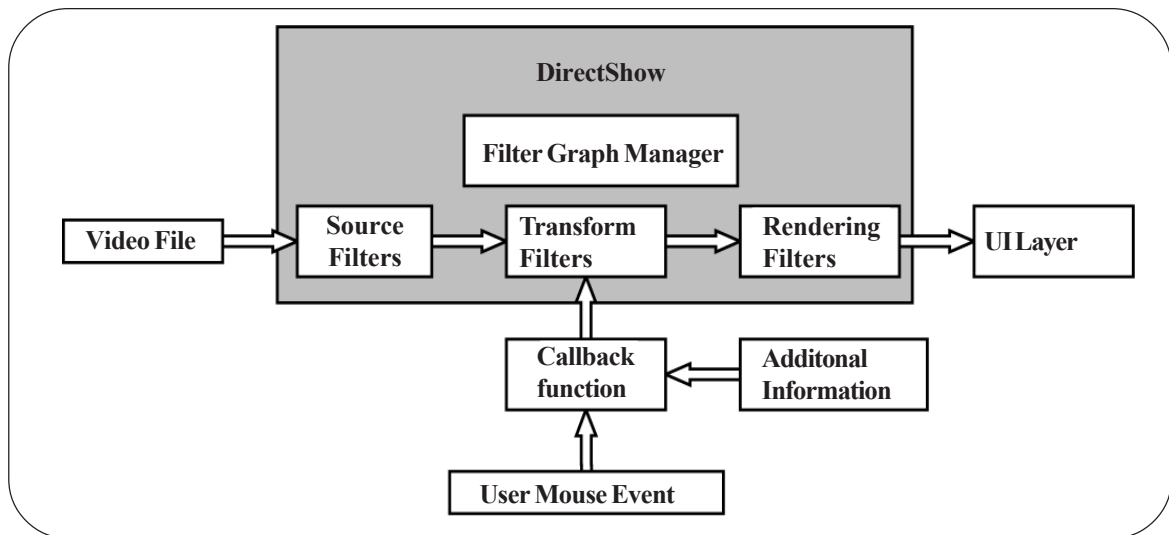 DirectShow
Filter Graph Manager
Video File
Source
Filters
Transform
Filters
Rendering
Filters
UI Layer
Callback
function
Additonal
Information
User Mouse Event